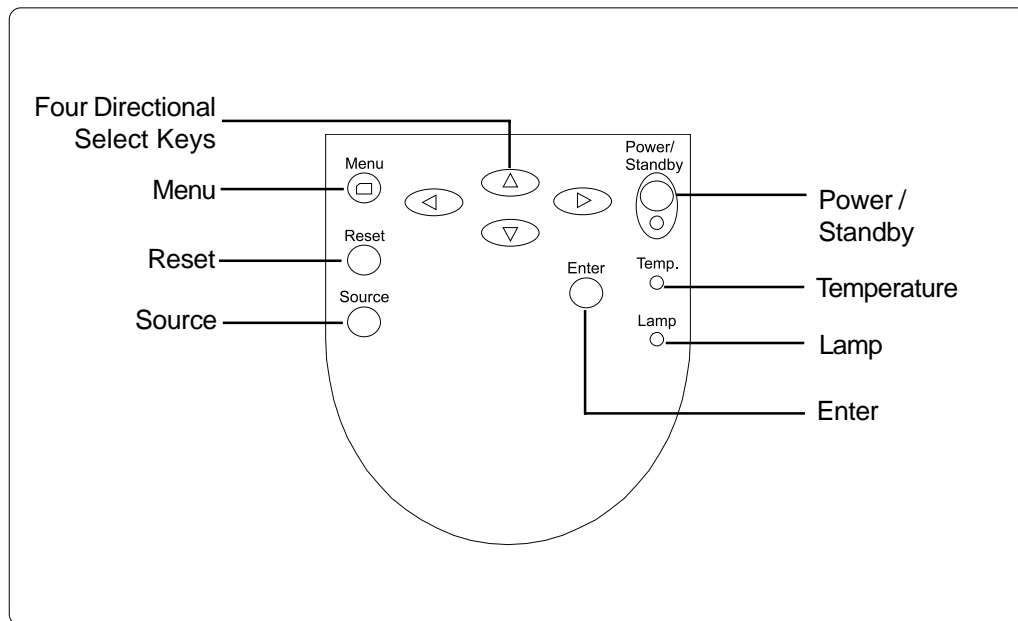 Four Directional
Select Keys
Menu
Reset
Source
Menu
Reset
Source
Power/
Standby
Enter
Temp.
Lamp
Power /
Standby
Temperature
Lamp
Enter